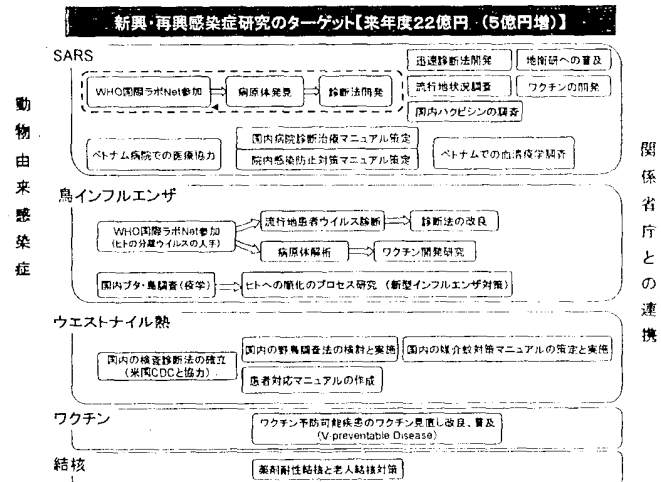 新興・再興感染症研究のターゲット【来年度22億円 (5億円増)】
動物由来感染症
SARS
WHO国際ラボNet参加
病原体発見
診断法開発
迅速診断法開発
地衛研への普及
流行地状況調査
ワクチンの開発
国内ハクビシンの調査
ベトナム病院での医療協力
国内病院診断治療マニュアル策定
院内感染防止対策マニュアル策定
ベトナムでの血清疫学調査
鳥インフルエンザ
WHO国際ラボNet参加
(ヒトの分離ウイルスの入手)
流行地患者ウイルス診断
診断法の改良
病原体解析
ワクチン開発研究
国内ブタ・鳥調査(疫学)
ヒトへの馴化のプロセス研究 (新型インフルエンザ対策)
ウエストナイル熱
国内の検査診断法の確立
(米国CDCと協力)
国内の野鳥調査法の検討と実施
国内の媒介蚊対策マニュアルの策定と実施
患者対応マニュアルの作成
ワクチン
ワクチン予防可能疾患のワクチン見直し改良、普及
(V-preventable Disease)
結核
薬剤耐性結核と老人結核対策
関係省庁との連携